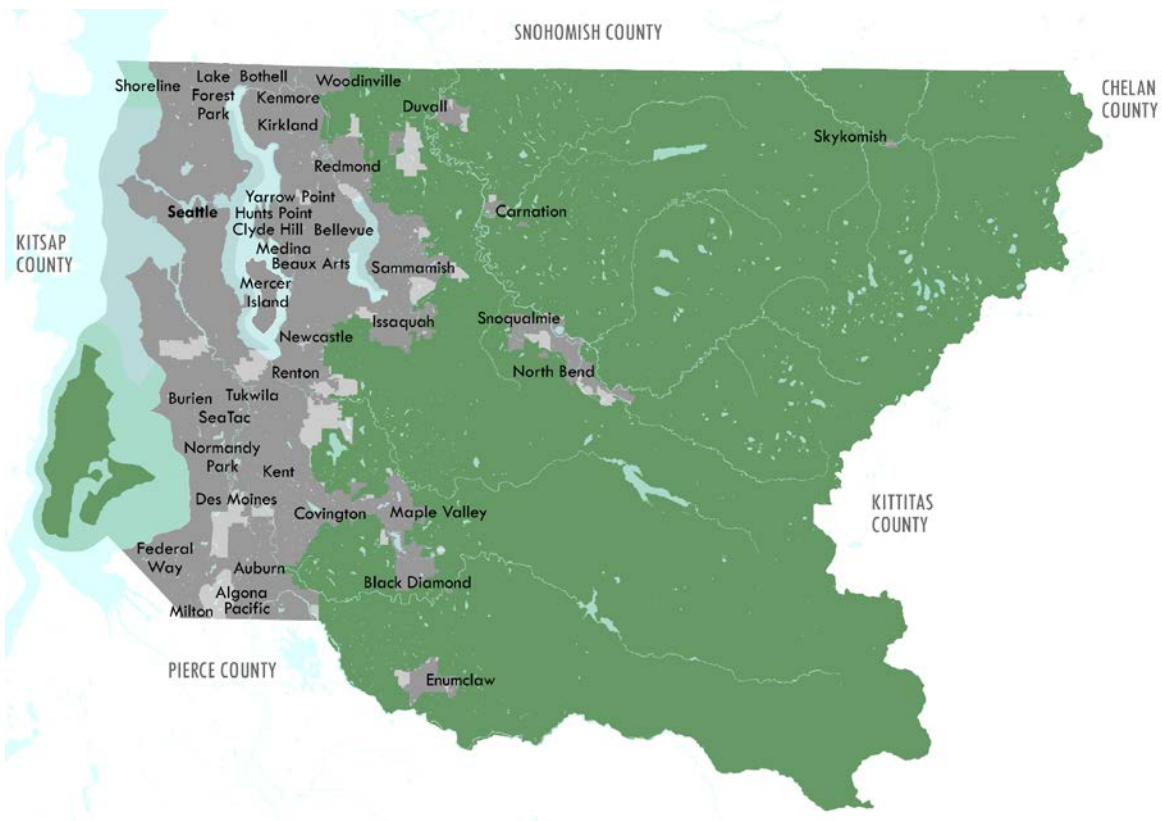 SNOHOMISH COUNTY
CHELAN
COUNTY
Shoreline
Lake
Forest
Park
Bothell
Woodinville
Kenmore
Duvall
Kirkland
Skykomish
Redmond
Yarrow Point
Seattle
Hunts Point
Carnation
Clyde Hill
Bellevue
KITSAP
COUNTY
Medina
Beaux Arts
Sammamish
Mercer
Island
Issaquah
Snoqualmie
Newcastle
Renton
North Bend
Burien
Tukwila
SeaTac
Normandy
Park
Kent
Des Moines
Covington
Maple Valley
KITTITAS
COUNTY
Federal
Way
Auburn
Black Diamond
Algona
Milton
Pacific
PIERCE COUNTY
Enumclaw